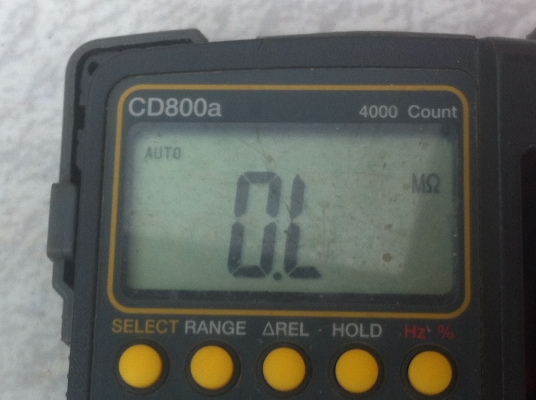 CD800a 4000 Count
AUTO
MΩ
0.L
SELECT RANGE ΔREL HOLD Hz %